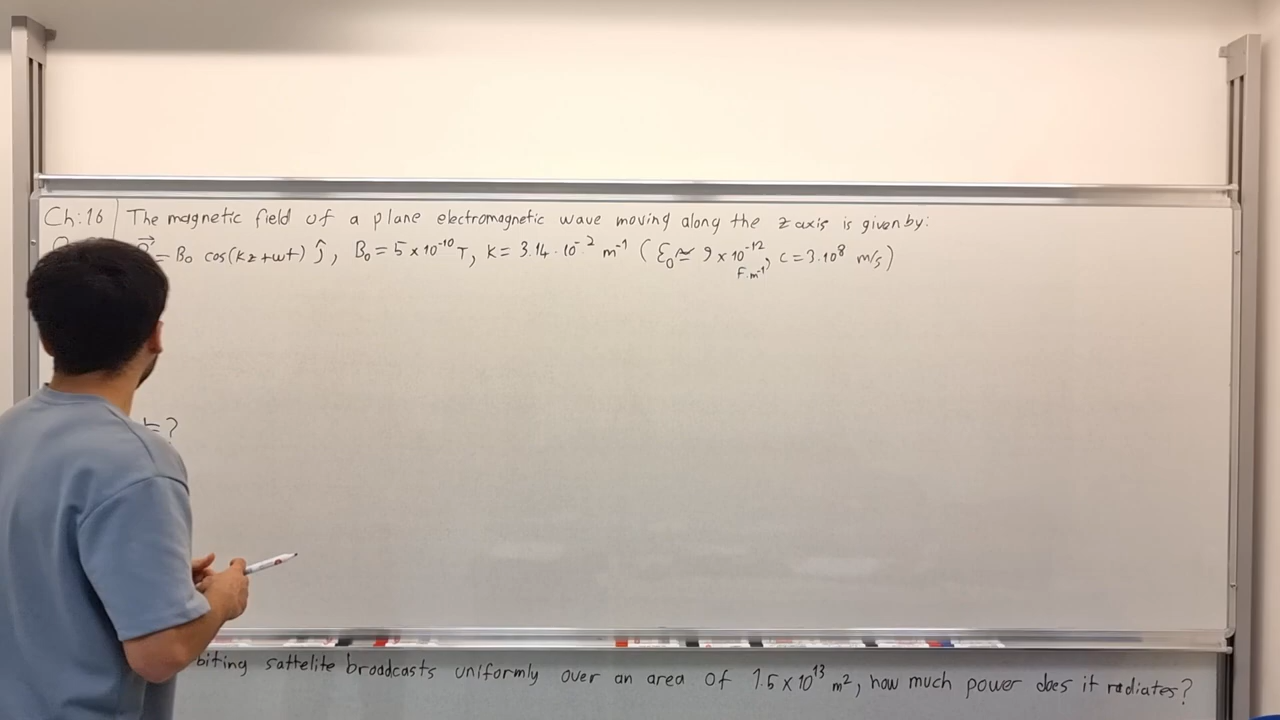 Ch:16 The magnetic field of a plane electromagnetic wave moving along the z axis is given by:
= B₀ cos(kz+ωt) ĵ, B₀ = 5×10⁻¹⁰ T, k = 3.14·10⁻² m⁻¹ (ε₀ ≅ 9×10⁻¹² F·m⁻¹, c = 3·10⁸ m/s)
=?
biting sattelite broadcasts uniformly over an area of 1.5×10¹³ m², how much power does it radiates?